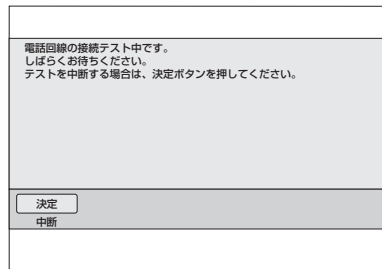 電話回線の接続テスト中です。
しばらくお待ちください。
テストを中断する場合は、決定ボタンを押してください。
決定
中断